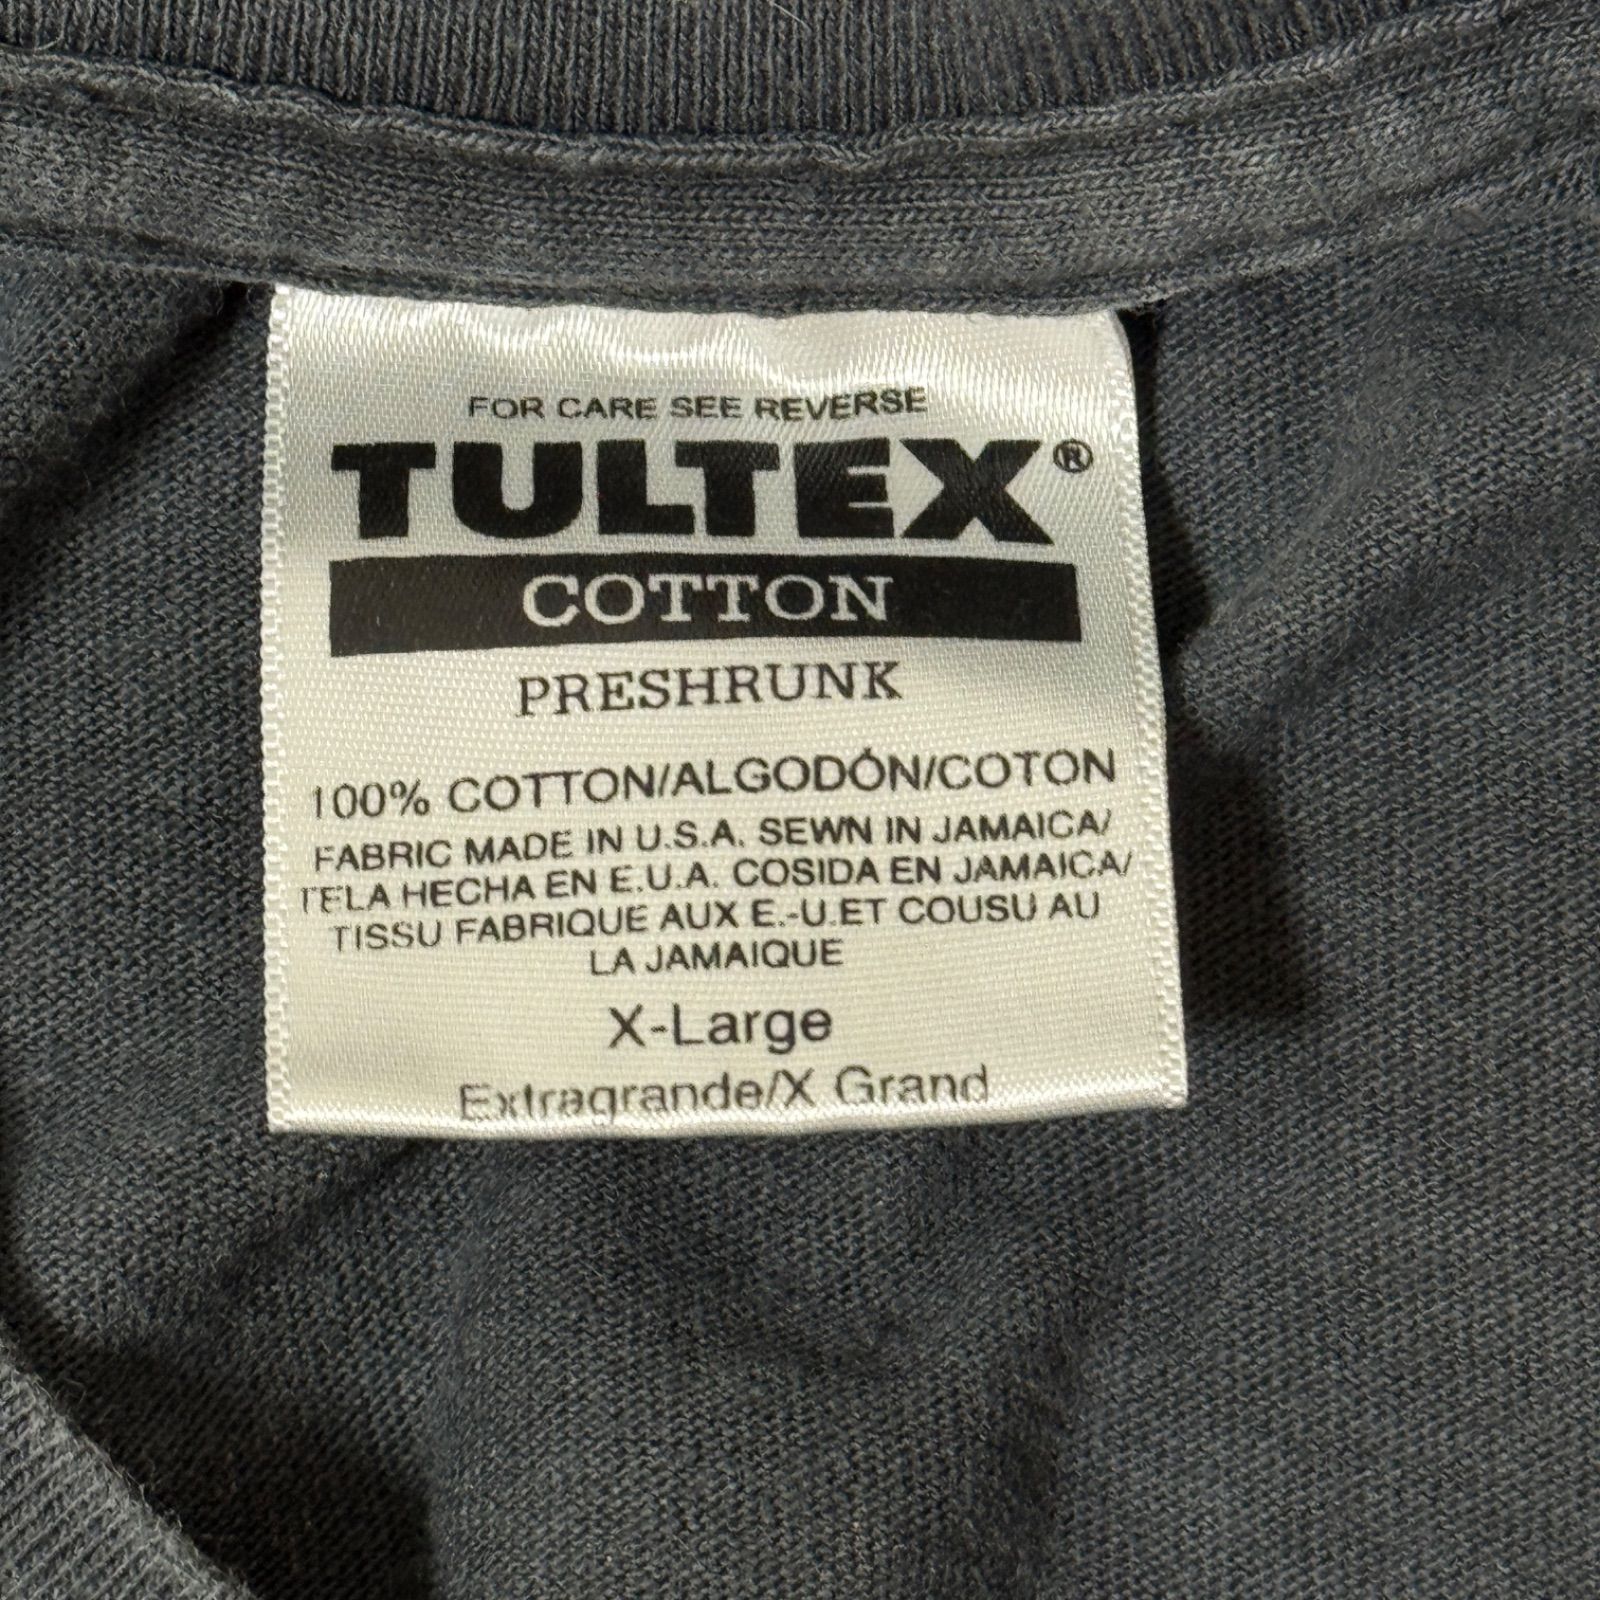 FOR CARE SEE REVERSE
TULTEX®
COTTON
PRESHRUNK
100% COTTON/ALGODÓN/COTON
FABRIC MADE IN U.S.A. SEWN IN JAMAICA/
TELA HECHA EN E.U.A. COSIDA EN JAMAICA/
TISSU FABRIQUE AUX E.-U.ET COUSU AU
LA JAMAIQUE
X-Large
Extragrande/X Grand